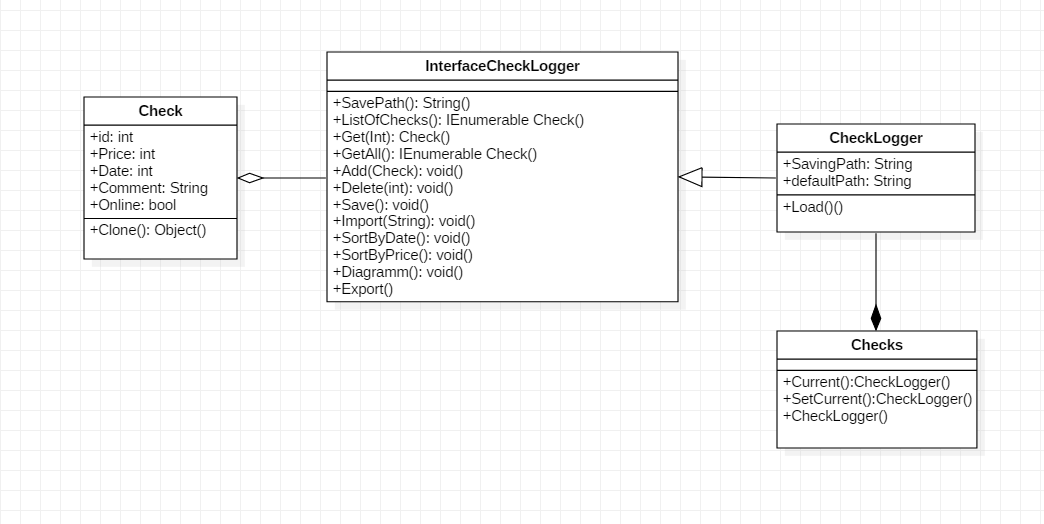 Check
+id: int
+Price: int
+Date: int
+Comment: String
+Online: bool
+Clone(): Object()
InterfaceCheckLogger
+SavePath(): String()
+ListOfChecks(): IEnumerable Check()
+Get(Int): Check()
+GetAll(): IEnumerable Check()
+Add(Check): void()
+Delete(int): void()
+Save(): void()
+Import(String): void()
+SortByDate(): void()
+SortByPrice(): void()
+Diagramm(): void()
+Export()
CheckLogger
+SavingPath: String
+defaultPath: String
+Load()()
Checks
+Current():CheckLogger()
+SetCurrent():CheckLogger()
+CheckLogger()